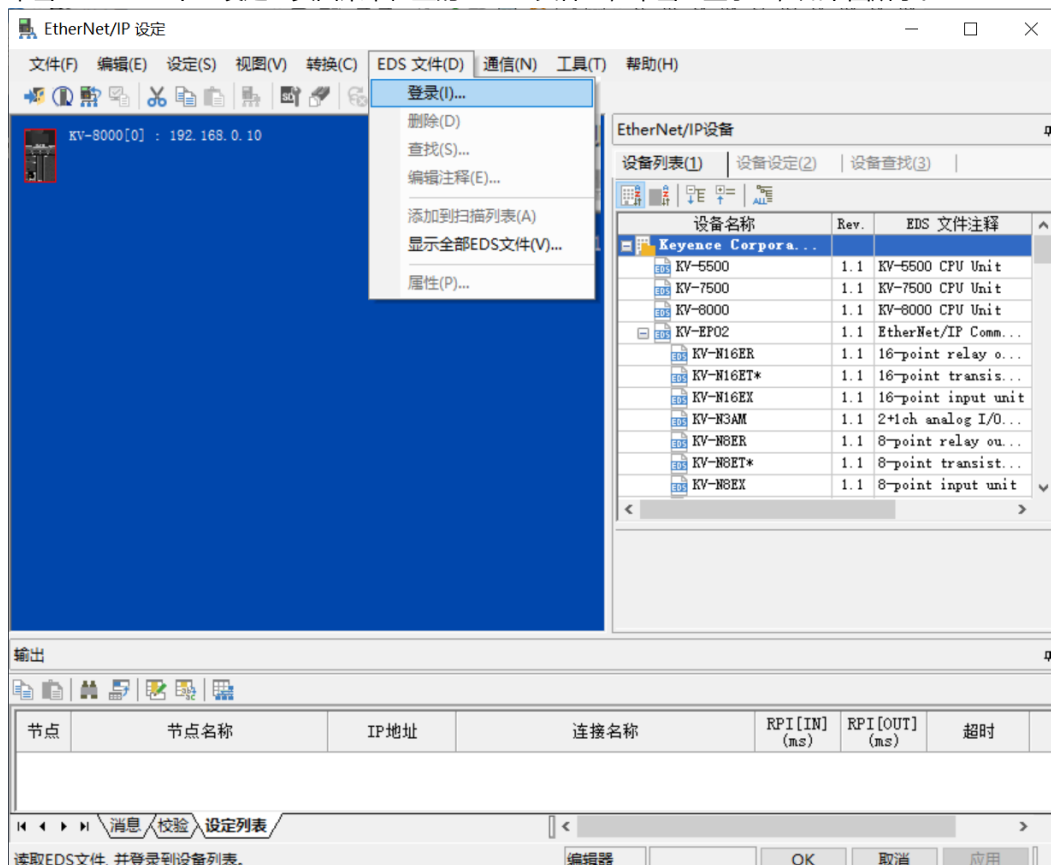 EtherNet/IP 设定
文件(F) 编辑(E) 设定(S) 视图(V) 转换(C) EDS 文件(D) 通信(N) 工具(T) 帮助(H)
登录(I)...
删除(D)
查找(S)...
编辑注释(E)...
添加到扫描列表(A)
显示全部EDS文件(V)...
属性(P)...
KV-8000[0] : 192.168.0.10
EtherNet/IP设备
设备列表(1) 设备设定(2) 设备查找(3)
设备名称 Rev. EDS 文件注释
Keyence Corpora...
KV-5500 1.1 KV-5500 CPU Unit
KV-7500 1.1 KV-7500 CPU Unit
KV-8000 1.1 KV-8000 CPU Unit
KV-EP02 1.1 EtherNet/IP Comm...
KV-N16ER 1.1 16-point relay o...
KV-N16ET* 1.1 16-point transis...
KV-N16EX 1.1 16-point input unit
KV-N3AM 1.1 2+1ch analog I/O...
KV-N8ER 1.1 8-point relay ou...
KV-N8ET* 1.1 8-point transist...
KV-N8EX 1.1 8-point input unit
输出
节点 节点名称 IP地址 连接名称 RPI[IN] (ms) RPI[OUT] (ms) 超时
消息 校验 设定列表
读取EDS文件,并登录到设备列表。 编辑器 OK 取消 应用